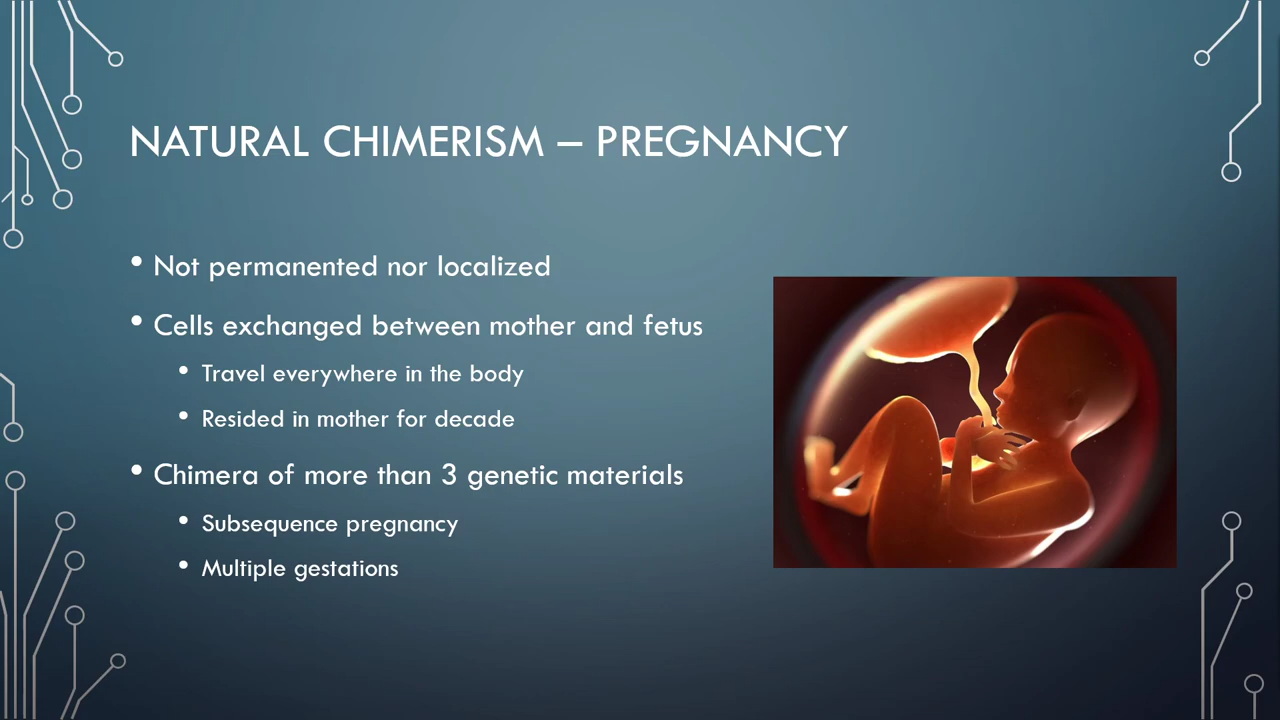 NATURAL CHIMERISM – PREGNANCY
• Not permanented nor localized
• Cells exchanged between mother and fetus
• Travel everywhere in the body
• Resided in mother for decade
• Chimera of more than 3 genetic materials
• Subsequence pregnancy
• Multiple gestations